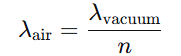 λ_air = λ_vacuum / n